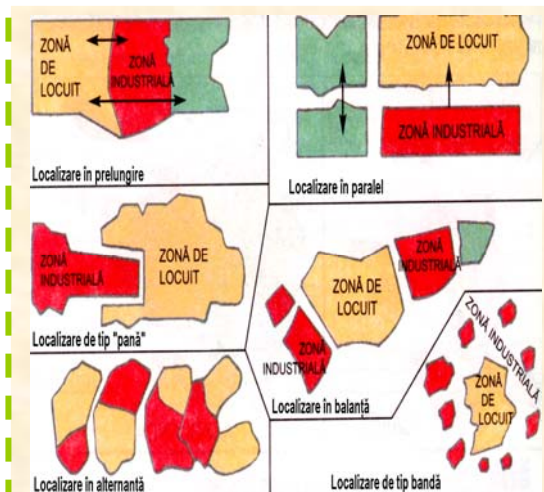 ZONĂ
DE
LOCUIT
ZONĂ
INDUSTRIALĂ
Localizare în prelungire
ZONĂ DE LOCUIT
ZONĂ INDUSTRIALĂ
Localizare în paralel
ZONĂ
INDUSTRIALĂ
ZONĂ DE
LOCUIT
Localizare de tip "pană"
ZONĂ
INDUSTRIALĂ
ZONĂ DE
LOCUIT
ZONĂ
INDUSTRIALĂ
Localizare în balanță
Localizare în alternanță
ZONĂ INDUSTRIALĂ
ZONĂ
DE
LOCUIT
Localizare de tip bandă